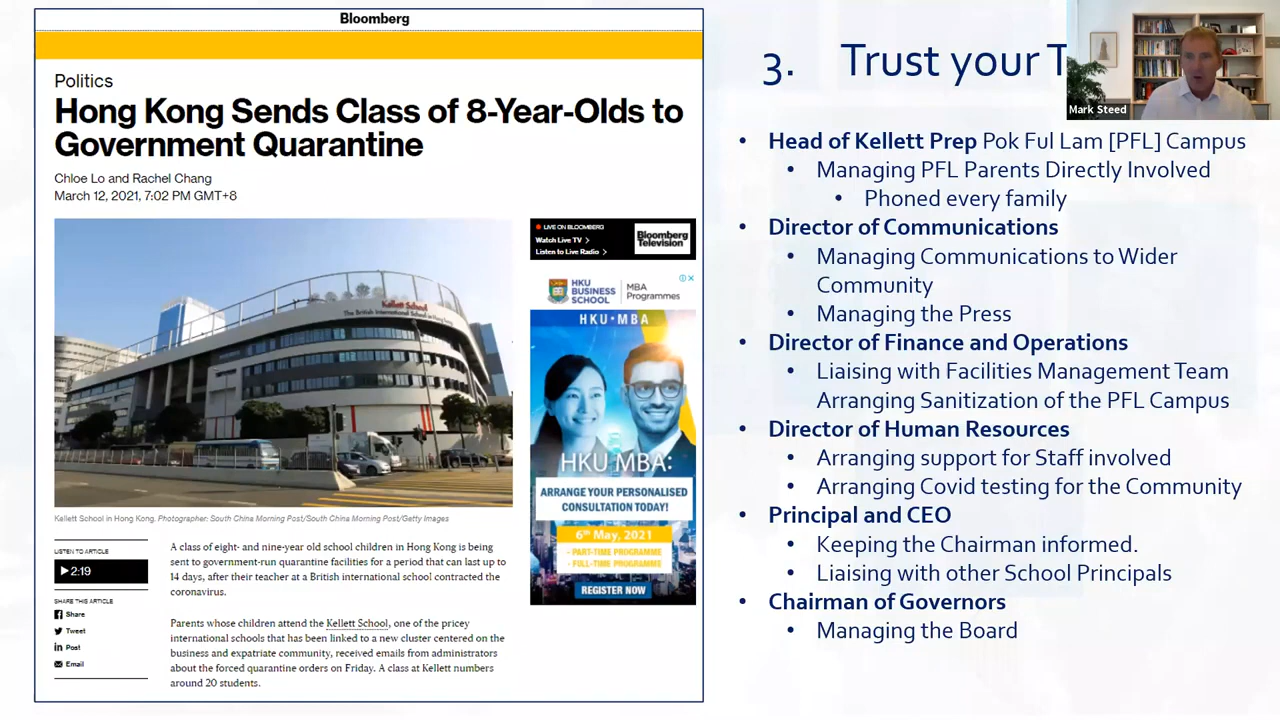 Bloomberg
Politics
Hong Kong Sends Class of 8-Year-Olds to
Government Quarantine
Chloe Lo and Rachel Chang
March 12, 2021, 7:02 PM GMT+8
Kellett School
The British International School in Hong Kong
LIVE ON BLOOMBERG
Watch Live TV >
Listen to Live Radio >
Bloomberg
Television
HKU
BUSINESS
SCHOOL
MBA
Programmes
HKU•MBA
HKU MBA:
ARRANGE YOUR PERSONALISED
CONSULTATION TODAY!
6th May, 2021
- PART-TIME PROGRAMME
- FULL-TIME PROGRAMME
REGISTER NOW
Kellett School in Hong Kong. Photographer: South China Morning Post/South China Morning Post/Getty Images
LISTEN TO ARTICLE
2:19
SHARE THIS ARTICLE
Share
Tweet
Post
Email
A class of eight- and nine-year old school children in Hong Kong is being
sent to government-run quarantine facilities for a period that can last up to
14 days, after their teacher at a British international school contracted the
coronavirus.
Parents whose children attend the Kellett School, one of the pricey
international schools that has been linked to a new cluster centered on the
business and expatriate community, received emails from administrators
about the forced quarantine orders on Friday. A class at Kellett numbers
around 20 students.
3. Trust your T
Mark Steed
• Head of Kellett Prep Pok Ful Lam [PFL] Campus
• Managing PFL Parents Directly Involved
• Phoned every family
• Director of Communications
• Managing Communications to Wider
Community
• Managing the Press
• Director of Finance and Operations
• Liaising with Facilities Management Team
Arranging Sanitization of the PFL Campus
• Director of Human Resources
• Arranging support for Staff involved
• Arranging Covid testing for the Community
• Principal and CEO
• Keeping the Chairman informed.
• Liaising with other School Principals
• Chairman of Governors
• Managing the Board